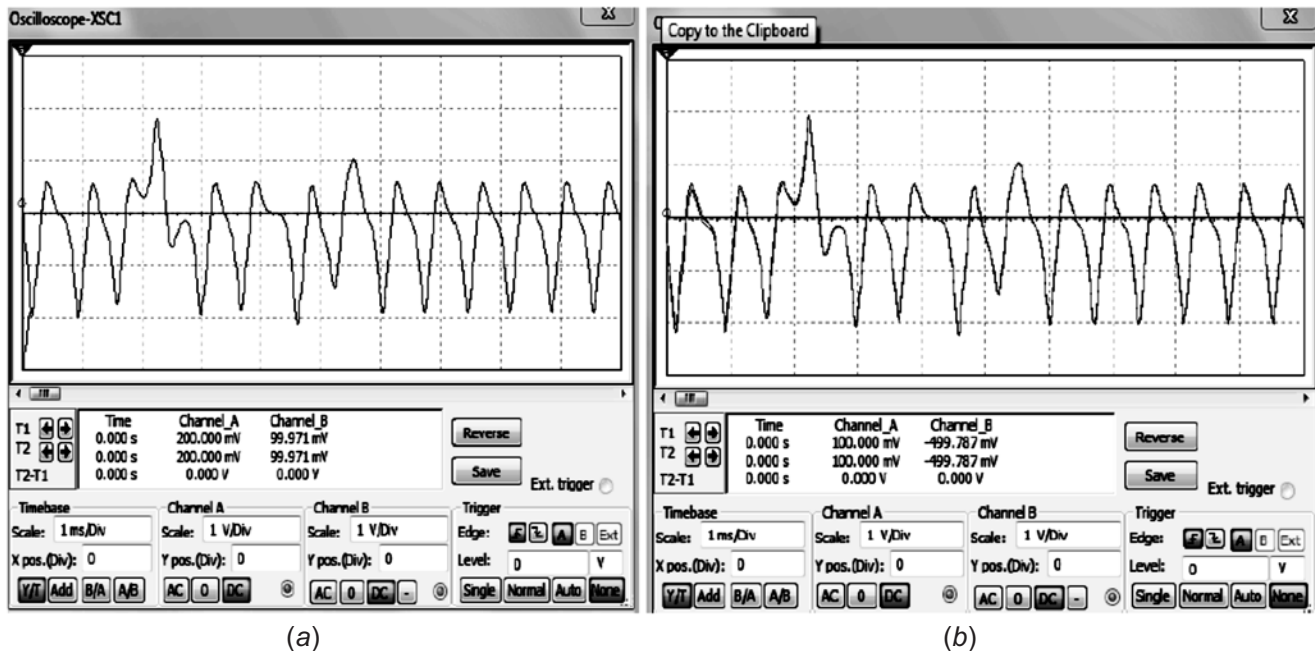 Oscilloscope-XSC1
x
Time Channel_A Channel_B
T1 0.000 s 200.000 mV 99.971 mV
T2 0.000 s 200.000 mV 99.971 mV
T2-T1 0.000 s 0.000 V 0.000 V
Reverse
Save
Ext. trigger
Timebase
Scale: 1 ms/Div
X pos.(Div): 0
Y/T Add B/A A/B
Channel A
Scale: 1 V/Div
Y pos.(Div): 0
AC 0 DC
Channel B
Scale: 1 V/Div
Y pos.(Div): 0
AC 0 DC -
Trigger
Edge: A B Ext
Level: 0 V
Single Normal Auto None
(a)
Copy to the Clipboard
x
Time Channel_A Channel_B
T1 0.000 s 100.000 mV -499.787 mV
T2 0.000 s 100.000 mV -499.787 mV
T2-T1 0.000 s 0.000 V 0.000 V
Reverse
Save
Ext. trigger
Timebase
Scale: 1 ms/Div
X pos.(Div): 0
Y/T Add B/A A/B
Channel A
Scale: 1 V/Div
Y pos.(Div): 0
AC 0 DC
Channel B
Scale: 1 V/Div
Y pos.(Div): 0
AC 0 DC -
Trigger
Edge: A B Ext
Level: 0 V
Single Normal Auto None
(b)